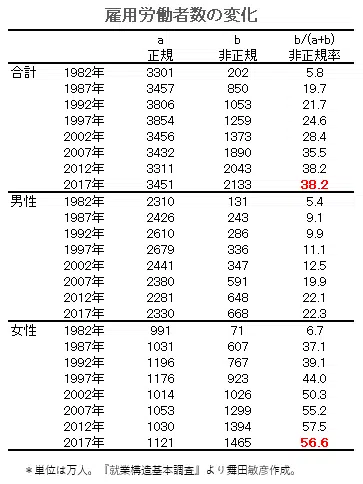 雇用労働者数の変化
a b b/(a+b)
正規 非正規 非正規率
合計 1982年 3301 202 5.8
1987年 3457 850 19.7
1992年 3806 1053 21.7
1997年 3854 1259 24.6
2002年 3456 1373 28.4
2007年 3432 1890 35.5
2012年 3311 2043 38.2
2017年 3451 2133 38.2
男性 1982年 2310 131 5.4
1987年 2426 243 9.1
1992年 2610 286 9.9
1997年 2679 336 11.1
2002年 2441 347 12.5
2007年 2380 591 19.9
2012年 2281 648 22.1
2017年 2330 668 22.3
女性 1982年 991 71 6.7
1987年 1031 607 37.1
1992年 1196 767 39.1
1997年 1176 923 44.0
2002年 1014 1026 50.3
2007年 1053 1299 55.2
2012年 1030 1394 57.5
2017年 1121 1465 56.6
＊単位は万人。『就業構造基本調査』より舞田敏彦作成。